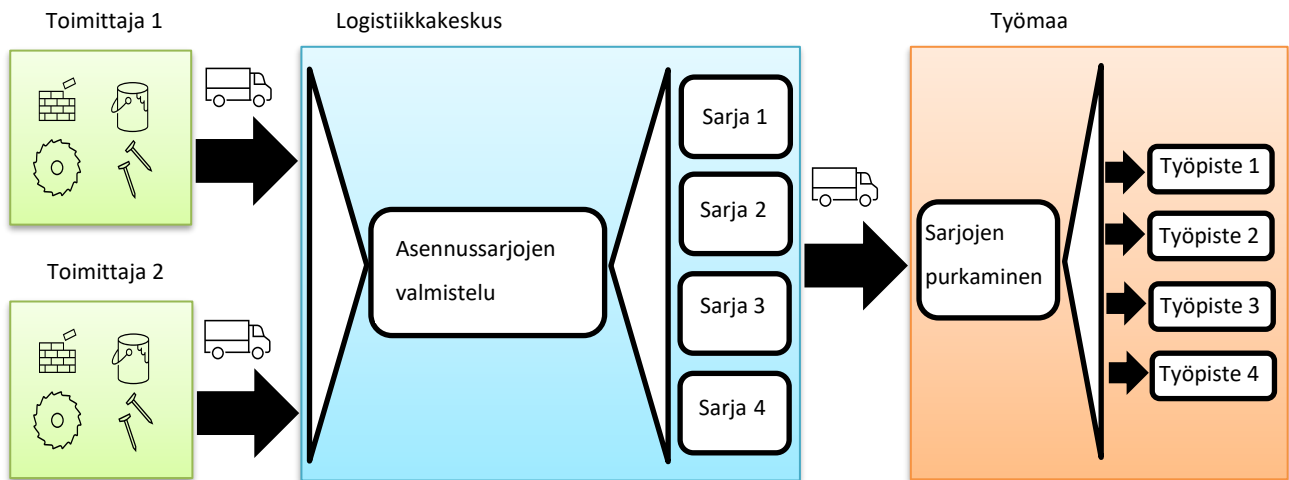 Toimittaja 1
Logistiikkakeskus
Työmaa
Sarja 1
Sarja 2
Sarja 3
Sarja 4
Asennussarjojen
valmistelu
Toimittaja 2
Sarjojen
purkaminen
Työpiste 1
Työpiste 2
Työpiste 3
Työpiste 4